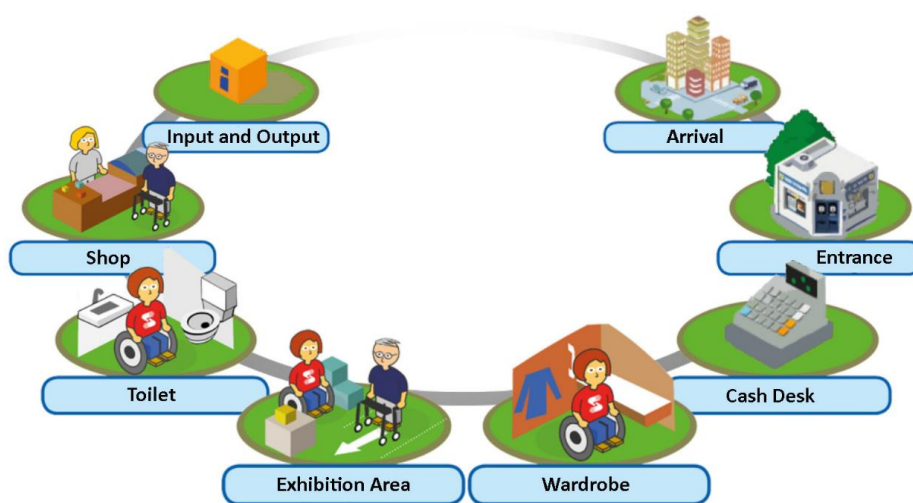 Input and Output
Arrival
Shop
Entrance
Toilet
Cash Desk
Exhibition Area
Wardrobe